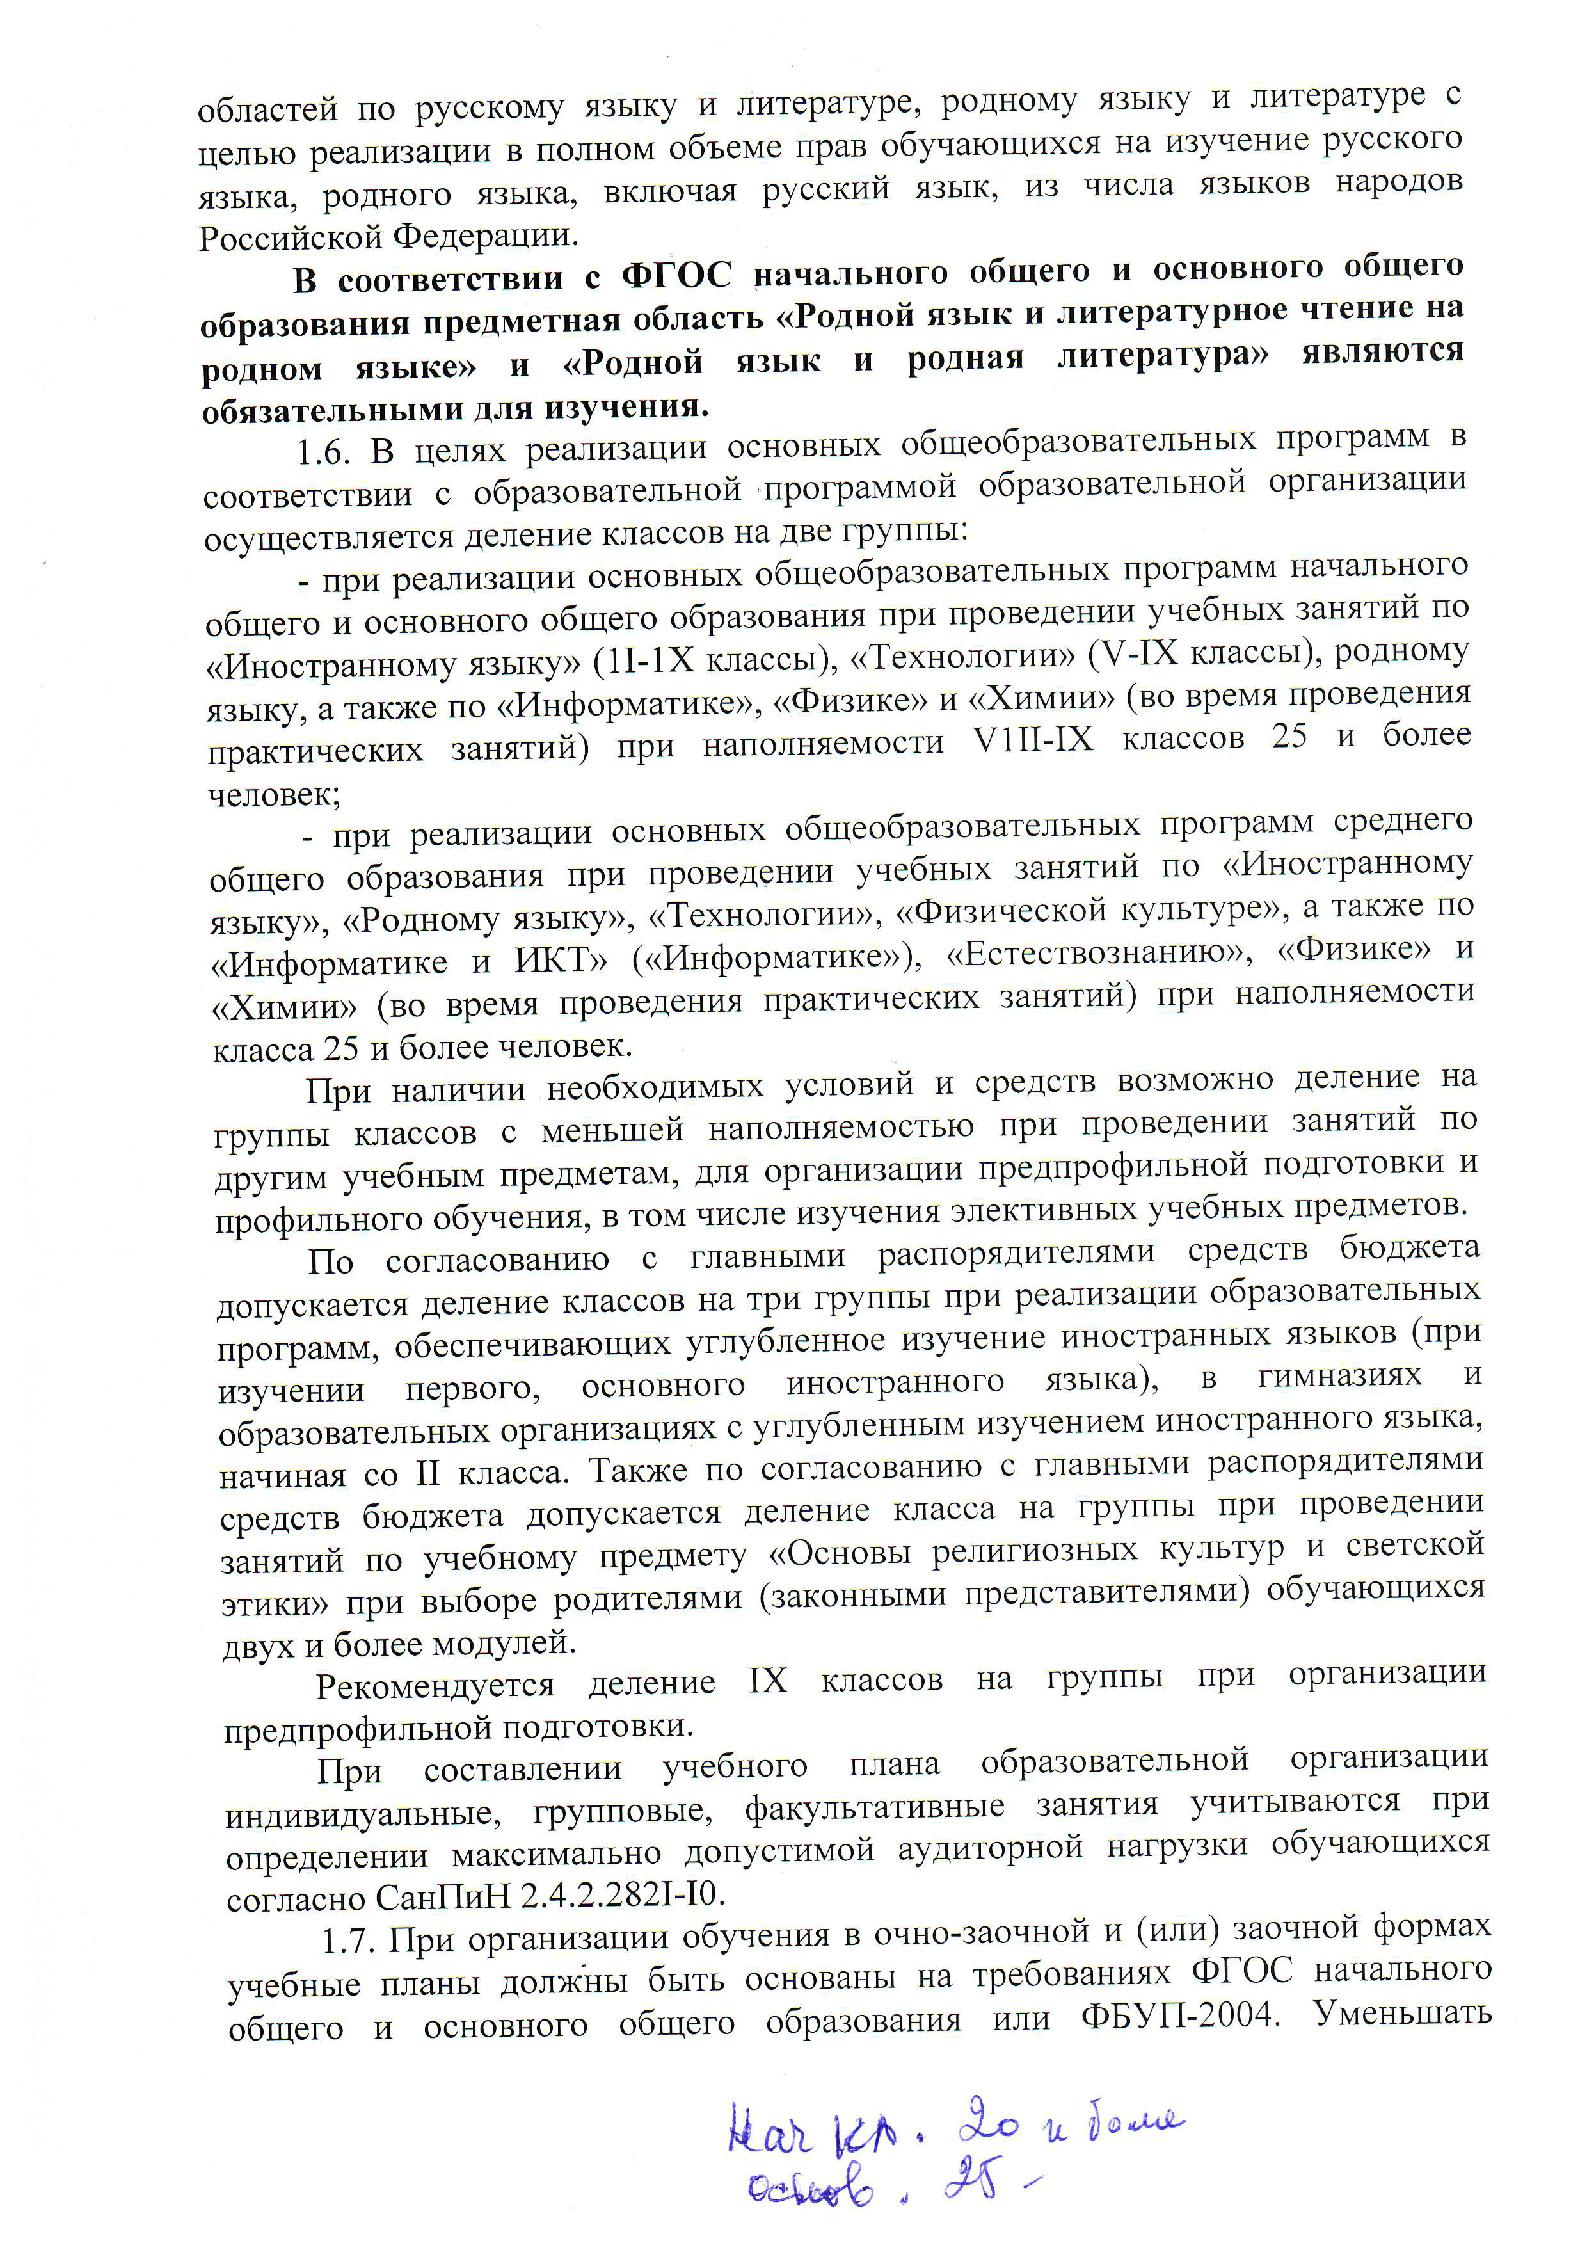 областей по русскому языку и литературе, родному языку и литературе с
целью реализации в полном объеме прав обучающихся на изучение русского
языка, родного языка, включая русский язык, из числа языков народов
Российской Федерации.
В соответствии с ФГОС начального общего и основного общего
образования предметная область «Родной язык и литературное чтение на
родном языке» и «Родной язык и родная литература» являются
обязательными для изучения.
1.6. В целях реализации основных общеобразовательных программ в
соответствии с образовательной программой образовательной организации
осуществляется деление классов на две группы:
- при реализации основных общеобразовательных программ начального
общего и основного общего образования при проведении учебных занятий по
«Иностранному языку» (1I-1X классы), «Технологии» (V-IX классы), родному
языку, а также по «Информатике», «Физике» и «Химии» (во время проведения
практических занятий) при наполняемости V1II-IX классов 25 и более
человек;
- при реализации основных общеобразовательных программ среднего
общего образования при проведении учебных занятий по «Иностранному
языку», «Родному языку», «Технологии», «Физической культуре», а также по
«Информатике и ИКТ» («Информатике»), «Естествознанию», «Физике» и
«Химии» (во время проведения практических занятий) при наполняемости
класса 25 и более человек.
При наличии необходимых условий и средств возможно деление на
группы классов с меньшей наполняемостью при проведении занятий по
другим учебным предметам, для организации предпрофильной подготовки и
профильного обучения, в том числе изучения элективных учебных предметов.
По согласованию с главными распорядителями средств бюджета
допускается деление классов на три группы при реализации образовательных
программ, обеспечивающих углубленное изучение иностранных языков (при
изучении первого, основного иностранного языка), в гимназиях и
образовательных организациях с углубленным изучением иностранного языка,
начиная со II класса. Также по согласованию с главными распорядителями
средств бюджета допускается деление класса на группы при проведении
занятий по учебному предмету «Основы религиозных культур и светской
этики» при выборе родителями (законными представителями) обучающихся
двух и более модулей.
Рекомендуется деление IX классов на группы при организации
предпрофильной подготовки.
При составлении учебного плана образовательной организации
индивидуальные, групповые, факультативные занятия учитываются при
определении максимально допустимой аудиторной нагрузки обучающихся
согласно СанПиН 2.4.2.282I-I0.
1.7. При организации обучения в очно-заочной и (или) заочной формах
учебные планы должны быть основаны на требованиях ФГОС начального
общего и основного общего образования или ФБУП-2004. Уменьшать
Нач кл. 20 и более
основ. 25 -